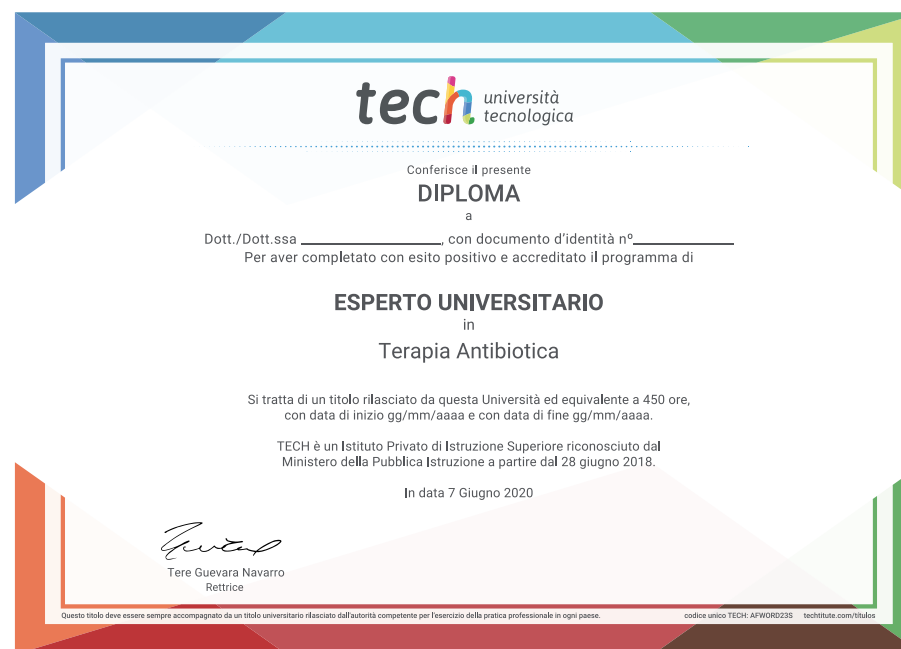 tech università
tecnologica
Conferisce il presente
DIPLOMA
a
Dott./Dott.ssa ____________________, con documento d'identità nº______________
Per aver completato con esito positivo e accreditato il programma di
ESPERTO UNIVERSITARIO
in
Terapia Antibiotica
Si tratta di un titolo rilasciato da questa Università ed equivalente a 450 ore,
con data di inizio gg/mm/aaaa e con data di fine gg/mm/aaaa.
TECH è un Istituto Privato di Istruzione Superiore riconosciuto dal
Ministero della Pubblica Istruzione a partire dal 28 giugno 2018.
In data 7 Giugno 2020
Tere Guevara Navarro
Rettrice
Questo titolo deve essere sempre accompagnato da un titolo universitario rilasciato dall'autorità competente per l'esercizio della pratica professionale in ogni paese. codice unico TECH: AFWORD23S techtitute.com/titulos